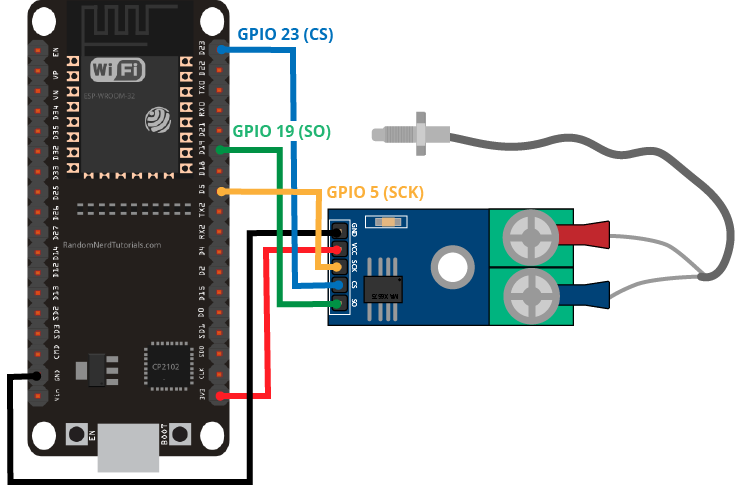 GPIO 23 (CS)
GPIO 19 (SO)
GPIO 5 (SCK)
WiFi
ESP-WROOM-32
RandomNerdTutorials.com
CP2102
EN
VP
VN
D34
D35
D32
D33
D25
D26
D27
D14
D12
D13
SD2
SD3
CMD
GND
Vin
D23
D22
TX0
RX0
D21
D19
D18
D5
TX2
RX2
D4
D2
D15
D0
SD1
SD0
CLK
3V3
EN
BOOT
GND
VCC
SCK
CS
SO